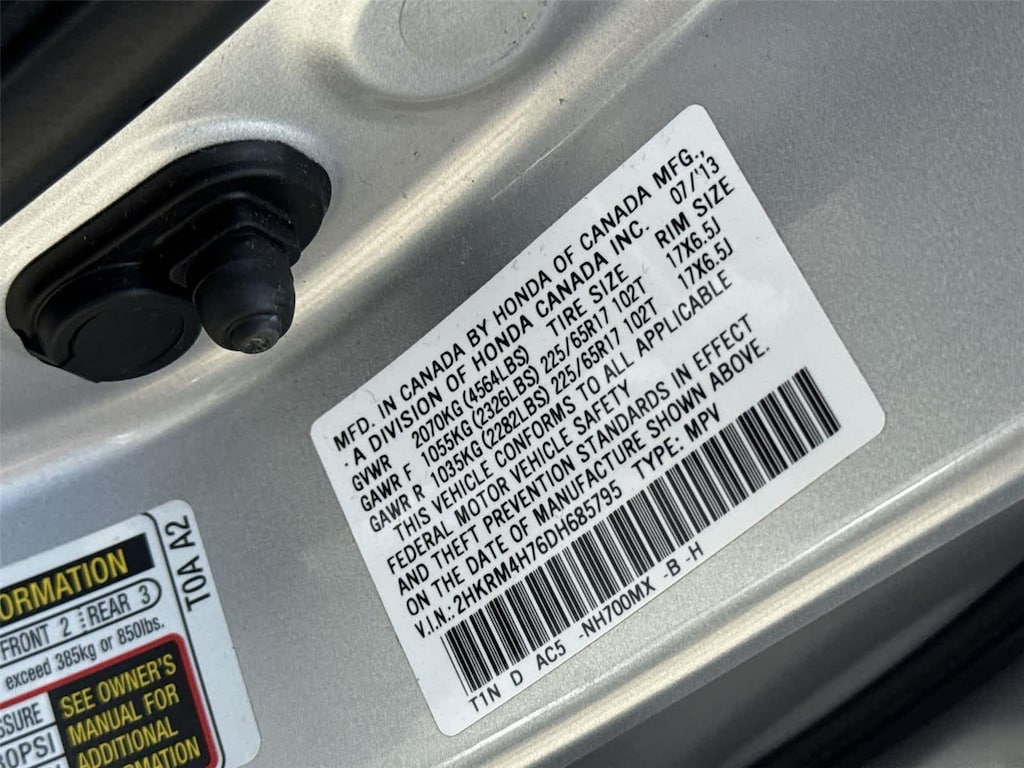 MFD. IN CANADA BY HONDA OF CANADA MFG.,
- A DIVISION OF HONDA CANADA INC. 07/'13
GVWR 2070KG (4564LBS) TIRE SIZE RIM SIZE
GAWR F 1055KG (2326LBS) 225/65R17 102T 17X6.5J
GAWR R 1035KG (2282LBS) 225/65R17 102T 17X6.5J
THIS VEHICLE CONFORMS TO ALL APPLICABLE
FEDERAL MOTOR VEHICLE SAFETY
AND THEFT PREVENTION STANDARDS IN EFFECT
ON THE DATE OF MANUFACTURE SHOWN ABOVE.
V.IN.: 2HKRM4H76DH685795 TYPE: MPV
T1N D AC5 -NH700MX -B -H
T0A A2
FRONT 2 REAR 3
exceed 385kg or 850lbs.
SEE OWNER'S
MANUAL FOR
ADDITIONAL